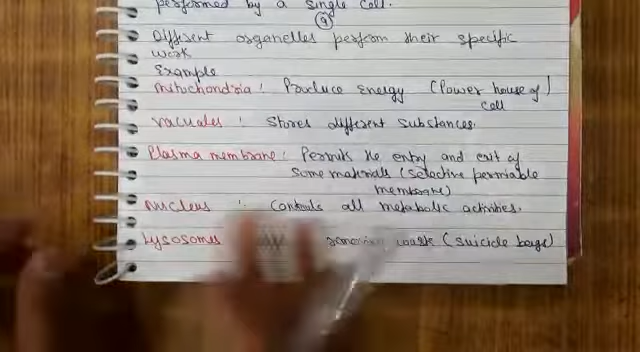 performed by a single cell.
9
Different organelles perform their specific
work
Example
Mitochondria : Produce Energy (Power house of
cell
Vacuoles : Stores different substances.
Plasma membrane : Permits the entry and exit of
some materials (selective permiable
membrane)
Nucleus : Controls all metabolic activities.
Lysosomes waste (suicide bags)